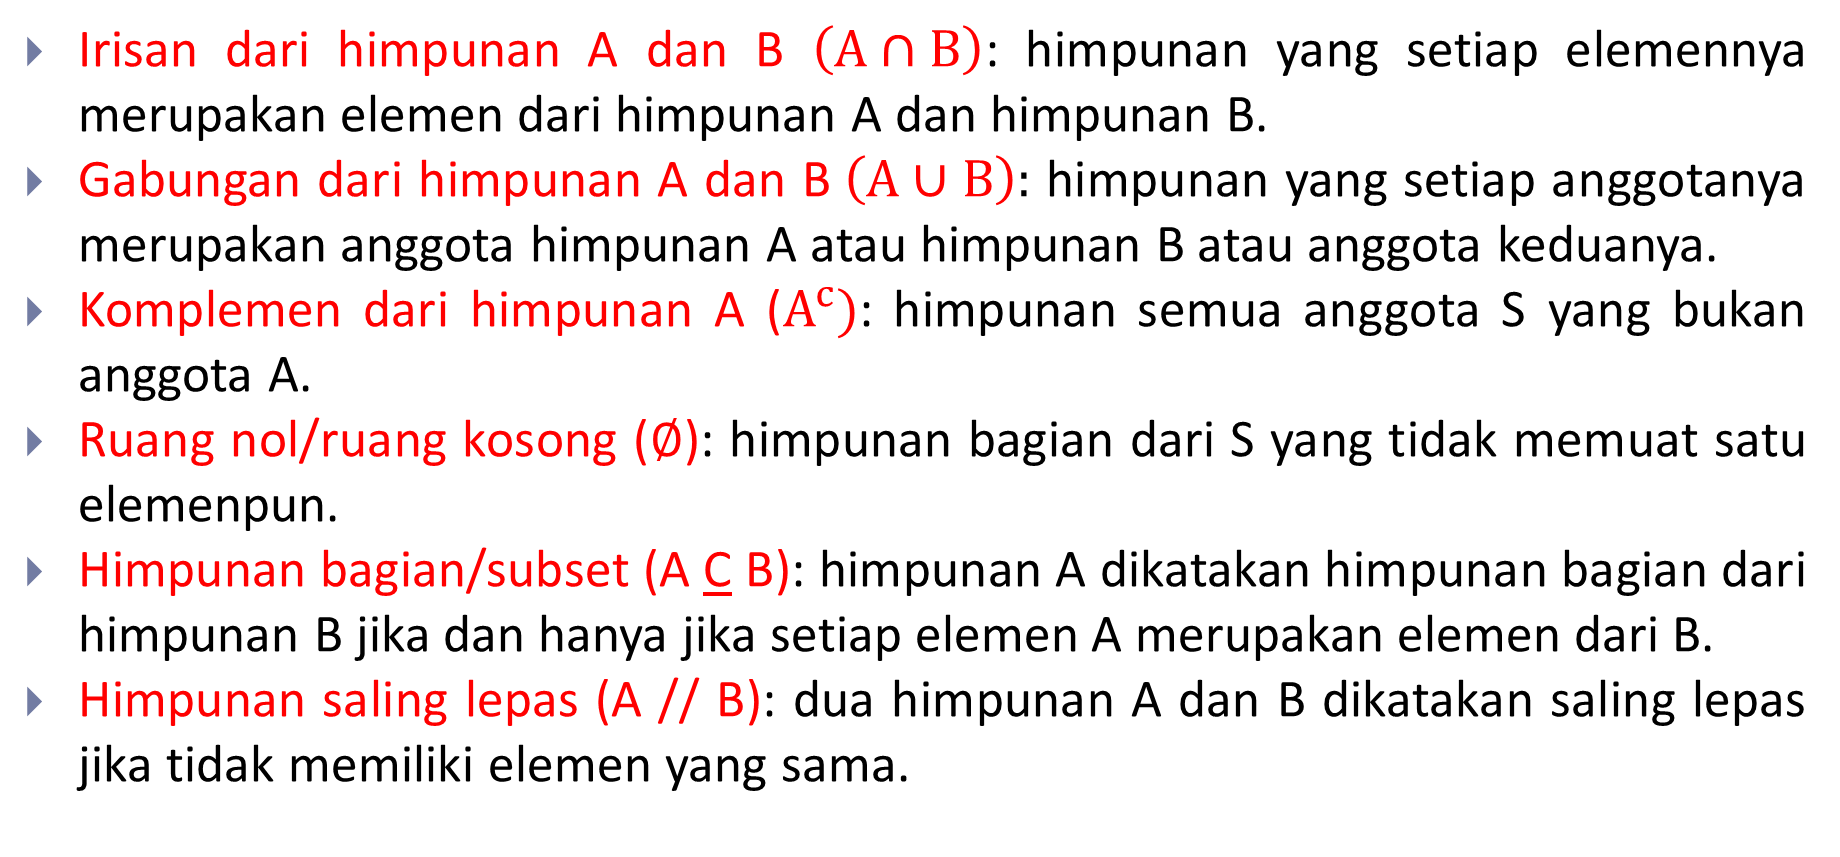 Irisan dari himpunan A dan B (A ∩ B): himpunan yang setiap elemennya
merupakan elemen dari himpunan A dan himpunan B.
Gabungan dari himpunan A dan B (A ∪ B): himpunan yang setiap anggotanya
merupakan anggota himpunan A atau himpunan B atau anggota keduanya.
Komplemen dari himpunan A (Aᶜ): himpunan semua anggota S yang bukan
anggota A.
Ruang nol/ruang kosong (∅): himpunan bagian dari S yang tidak memuat satu
elemenpun.
Himpunan bagian/subset (A C̲ B): himpunan A dikatakan himpunan bagian dari
himpunan B jika dan hanya jika setiap elemen A merupakan elemen dari B.
Himpunan saling lepas (A // B): dua himpunan A dan B dikatakan saling lepas
jika tidak memiliki elemen yang sama.